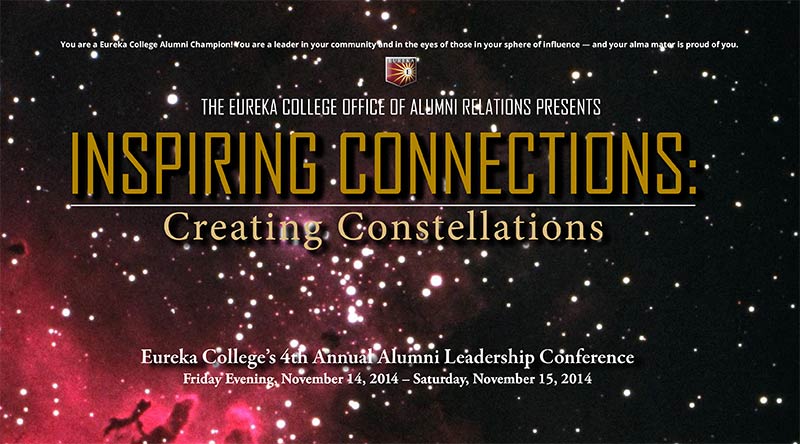 You are a Eureka College Alumni Champion! You are a leader in your community and in the eyes of those in your sphere of influence — and your alma mater is proud of you.
EUREKA
THE EUREKA COLLEGE OFFICE OF ALUMNI RELATIONS PRESENTS
INSPIRING CONNECTIONS:
Creating Constellations
Eureka College's 4th Annual Alumni Leadership Conference
Friday Evening, November 14, 2014 – Saturday, November 15, 2014